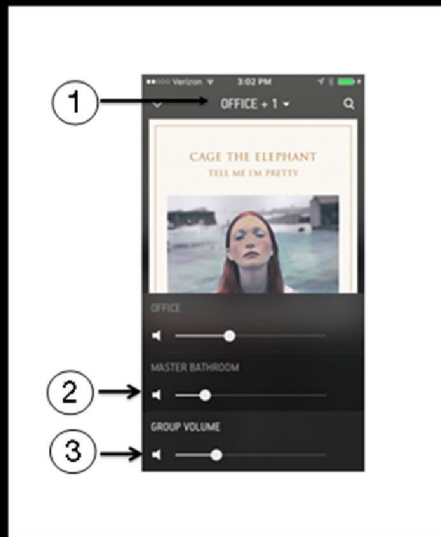 Verizon 3:02 PM
1
OFFICE + 1
CAGE THE ELEPHANT
TELL ME I'M PRETTY
OFFICE
MASTER BATHROOM
2
GROUP VOLUME
3